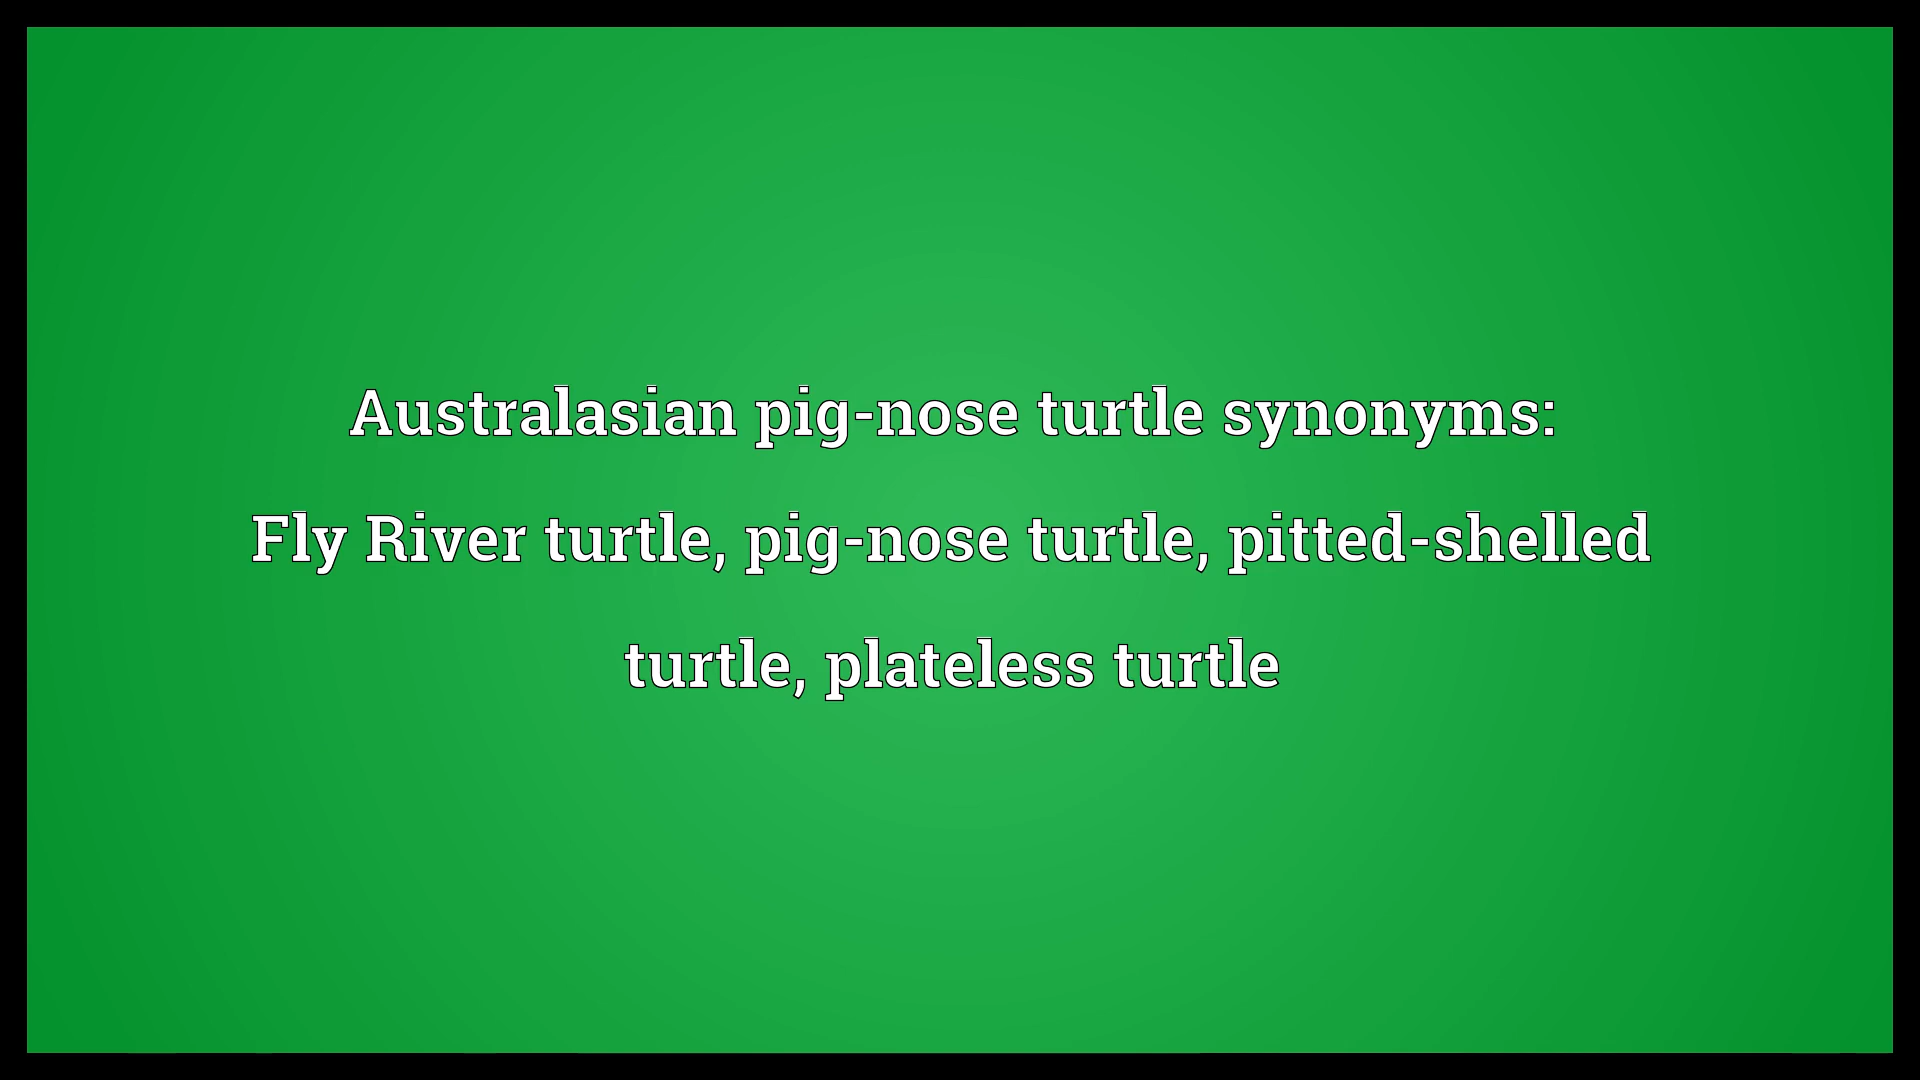 Australasian pig-nose turtle synonyms:
Fly River turtle, pig-nose turtle, pitted-shelled
turtle, plateless turtle